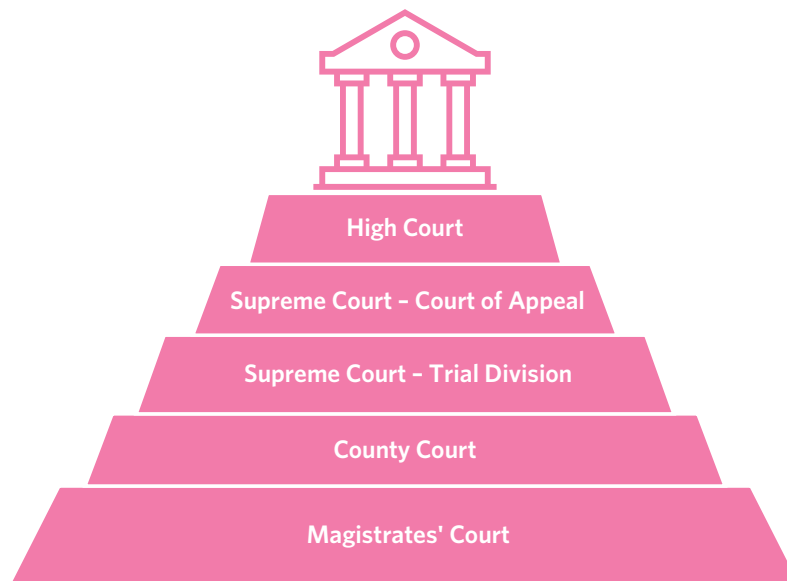 High Court
Supreme Court – Court of Appeal
Supreme Court – Trial Division
County Court
Magistrates' Court